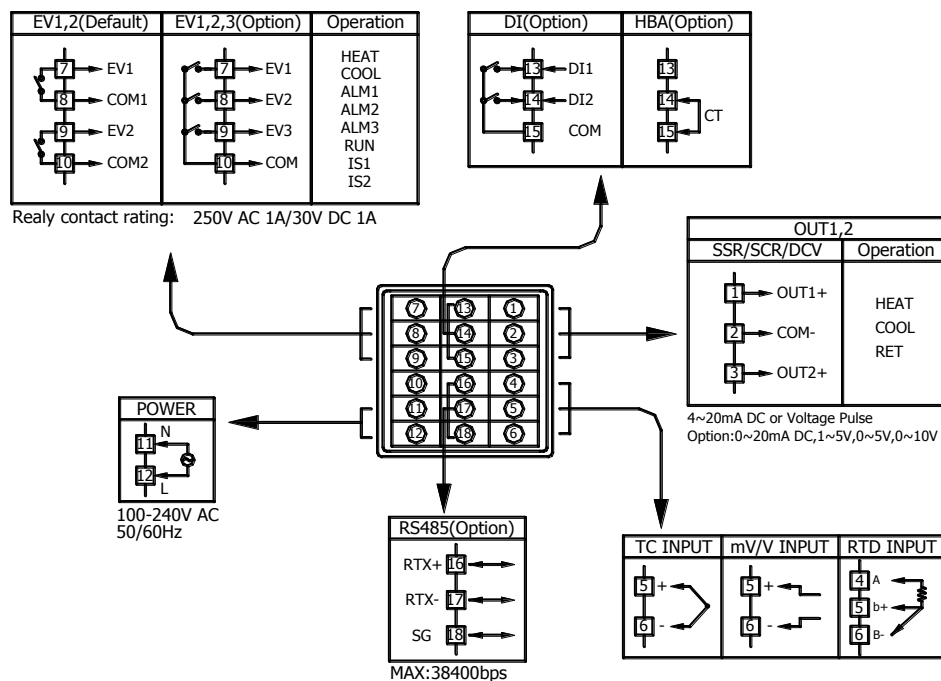 EV1,2(Default) EV1,2,3(Option) Operation
7 EV1
8 COM1
9 EV2
10 COM2
7 EV1
8 EV2
9 EV3
10 COM
HEAT
COOL
ALM1
ALM2
ALM3
RUN
IS1
IS2
Realy contact rating: 250V AC 1A/30V DC 1A
DI(Option) HBA(Option)
13 DI1
14 DI2
15 COM
13
14
15
CT
OUT1,2
SSR/SCR/DCV Operation
1 OUT1+
2 COM-
3 OUT2+
HEAT
COOL
RET
4~20mA DC or Voltage Pulse
Option:0~20mA DC,1~5V,0~5V,0~10V
7 13 1
8 14 2
9 15 3
10 16 4
11 17 5
12 18 6
POWER
11 N
12 L
100-240V AC
50/60Hz
RS485(Option)
RTX+ 16
RTX- 17
SG 18
MAX:38400bps
TC INPUT mV/V INPUT RTD INPUT
5 +
6 -
5 +
6 -
4 A
5 b+
6 B-